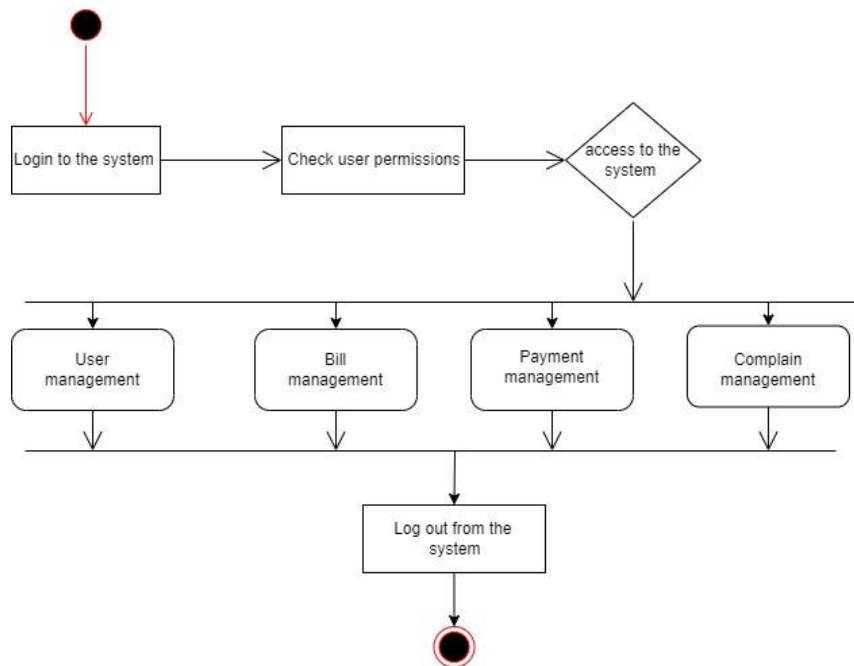 Login to the system
Check user permissions
access to the
system
User
management
Bill
management
Payment
management
Complain
management
Log out from the
system